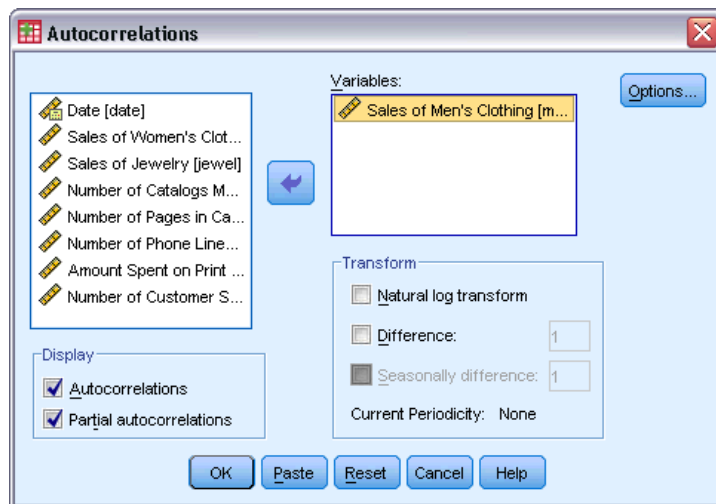 Autocorrelations
Date [date]
Sales of Women's Clot...
Sales of Jewelry [jewel]
Number of Catalogs M...
Number of Pages in Ca...
Number of Phone Line...
Amount Spent on Print ...
Number of Customer S...
Display
Autocorrelations
Partial autocorrelations
Variables:
Sales of Men's Clothing [m...
Options...
Transform
Natural log transform
Difference: 1
Seasonally difference: 1
Current Periodicity: None
OK Paste Reset Cancel Help